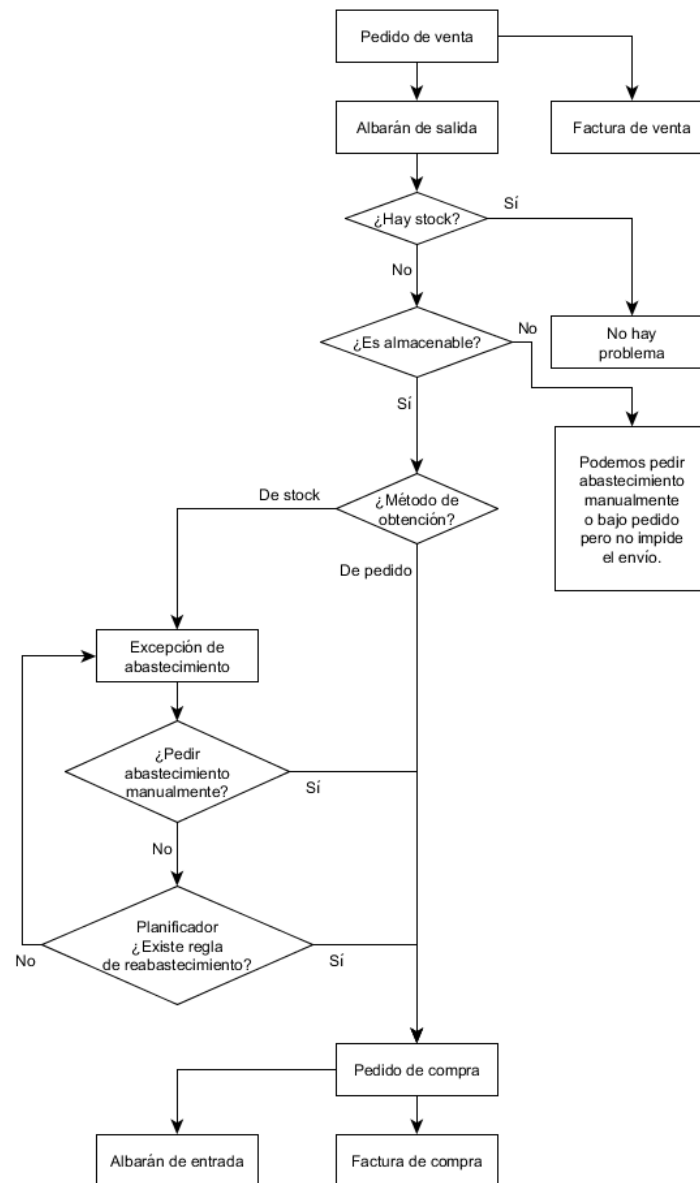 Pedido de venta
Albarán de salida
Factura de venta
¿Hay stock?
Sí
No
No hay
problema
¿Es almacenable?
No
Sí
Podemos pedir
abastecimiento
manualmente
o bajo pedido
pero no impide
el envío.
¿Método de
obtención?
De stock
De pedido
Excepción de
abastecimiento
¿Pedir
abastecimiento
manualmente?
Sí
No
Planificador
¿Existe regla
de reabastecimiento?
No
Sí
Pedido de compra
Albarán de entrada
Factura de compra